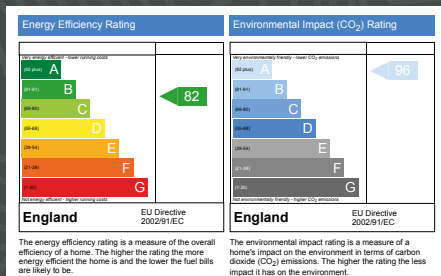 Energy Efficiency Rating
Very energy efficient - lower running costs
(92 plus) A
(81-91) B
(69-80) C
(55-68) D
(39-54) E
(21-38) F
(1-20) G
82
Not energy efficient - higher running costs
England
EU Directive
2002/91/EC
The energy efficiency rating is a measure of the overall
efficiency of a home. The higher the rating the more
energy efficient the home is and the lower the fuel bills
are likely to be.
Environmental Impact (CO2) Rating
Very environmentally friendly - lower CO2 emissions
(92 plus) A
(81-91) B
(69-80) C
(55-68) D
(39-54) E
(21-38) F
(1-20) G
96
Not environmentally friendly - higher CO2 emissions
England
EU Directive
2002/91/EC
The environmental impact rating is a measure of a
home's impact on the environment in terms of carbon
dioxide (CO2) emissions. The higher the rating the less
impact it has on the environment.